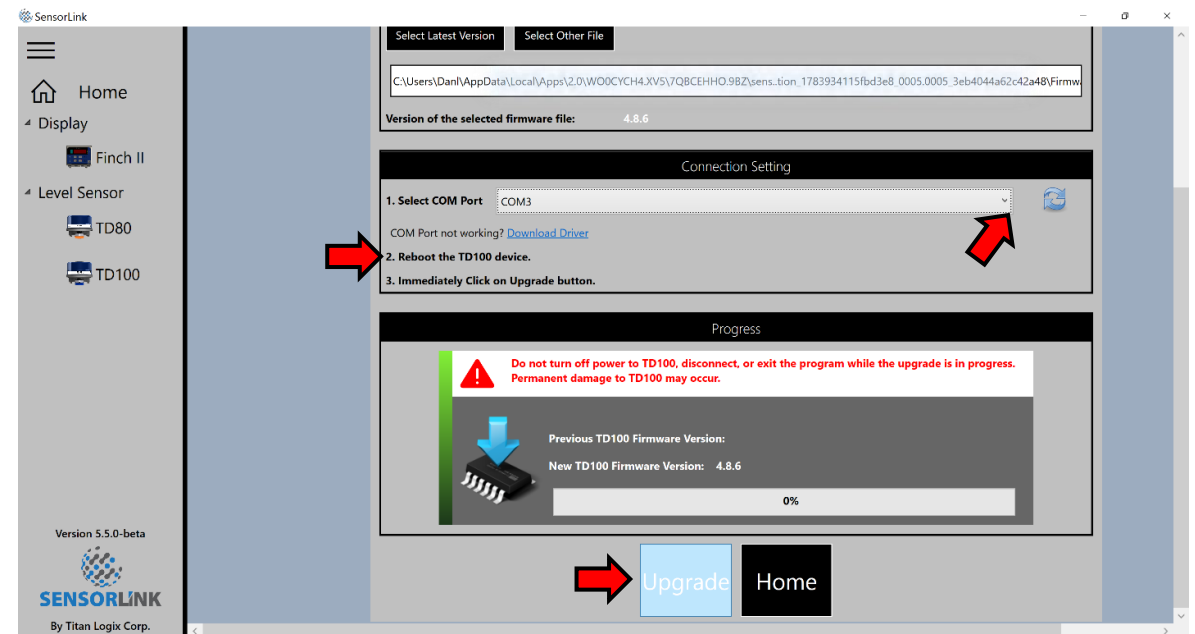 SensorLink
Home
Display
Finch II
Level Sensor
TD80
TD100
Version 5.5.0-beta
SENSORLINK
By Titan Logix Corp.
Select Latest Version
Select Other File
C:\Users\Danl\AppData\Local\Apps\2.0\WO0CYCH4.XV5\7QBCEHHO.9BZ\sens..tion_1783934115fbd3e8_0005.0005_3eb4044a62c42a48\Firmw
Version of the selected firmware file: 4.8.6
Connection Setting
1. Select COM Port COM3
COM Port not working? Download Driver
2. Reboot the TD100 device.
3. Immediately Click on Upgrade button.
Progress
Do not turn off power to TD100, disconnect, or exit the program while the upgrade is in progress.
Permanent damage to TD100 may occur.
Previous TD100 Firmware Version:
New TD100 Firmware Version: 4.8.6
0%
Upgrade
Home